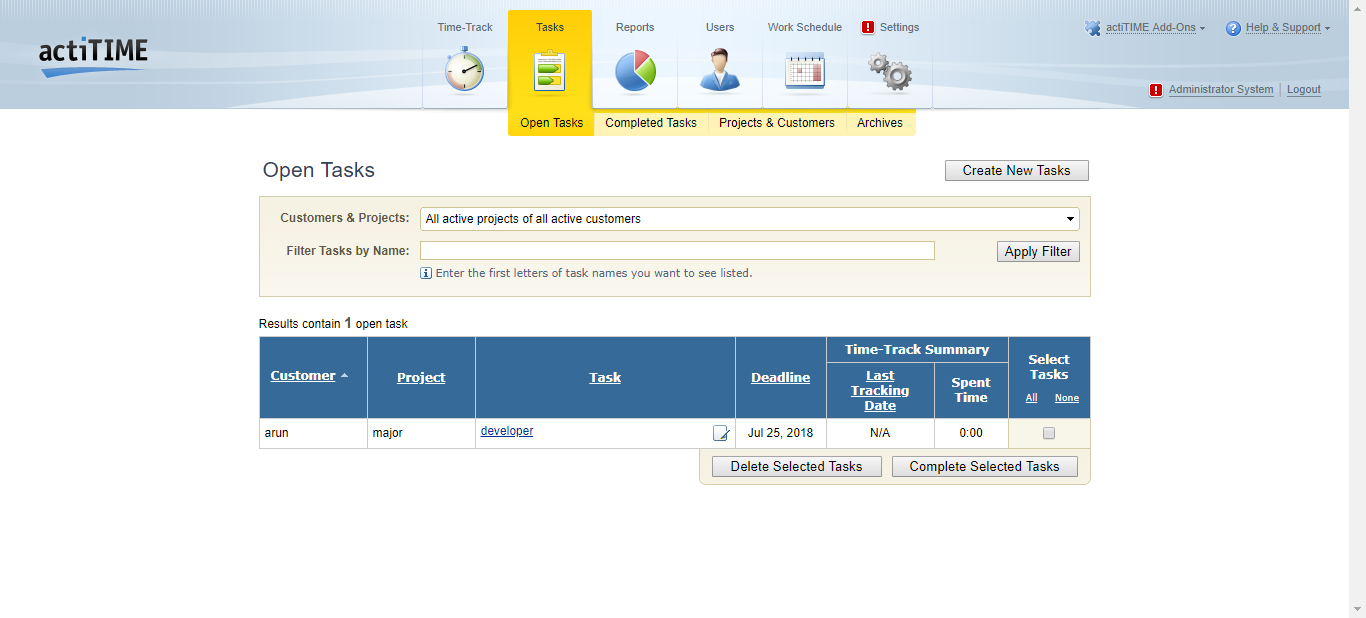 actiTIME
Time-Track
Tasks
Reports
Users
Work Schedule
Settings
actiTIME Add-Ons
Help & Support
Administrator System
Logout
Open Tasks
Completed Tasks
Projects & Customers
Archives
Open Tasks
Create New Tasks
Customers & Projects:
All active projects of all active customers
Filter Tasks by Name:
Apply Filter
Enter the first letters of task names you want to see listed.
Results contain 1 open task
Customer
Project
Task
Deadline
Time-Track Summary
Last
Tracking
Date
Spent
Time
Select
Tasks
All None
arun
major
developer
Jul 25, 2018
N/A
0:00
Delete Selected Tasks
Complete Selected Tasks